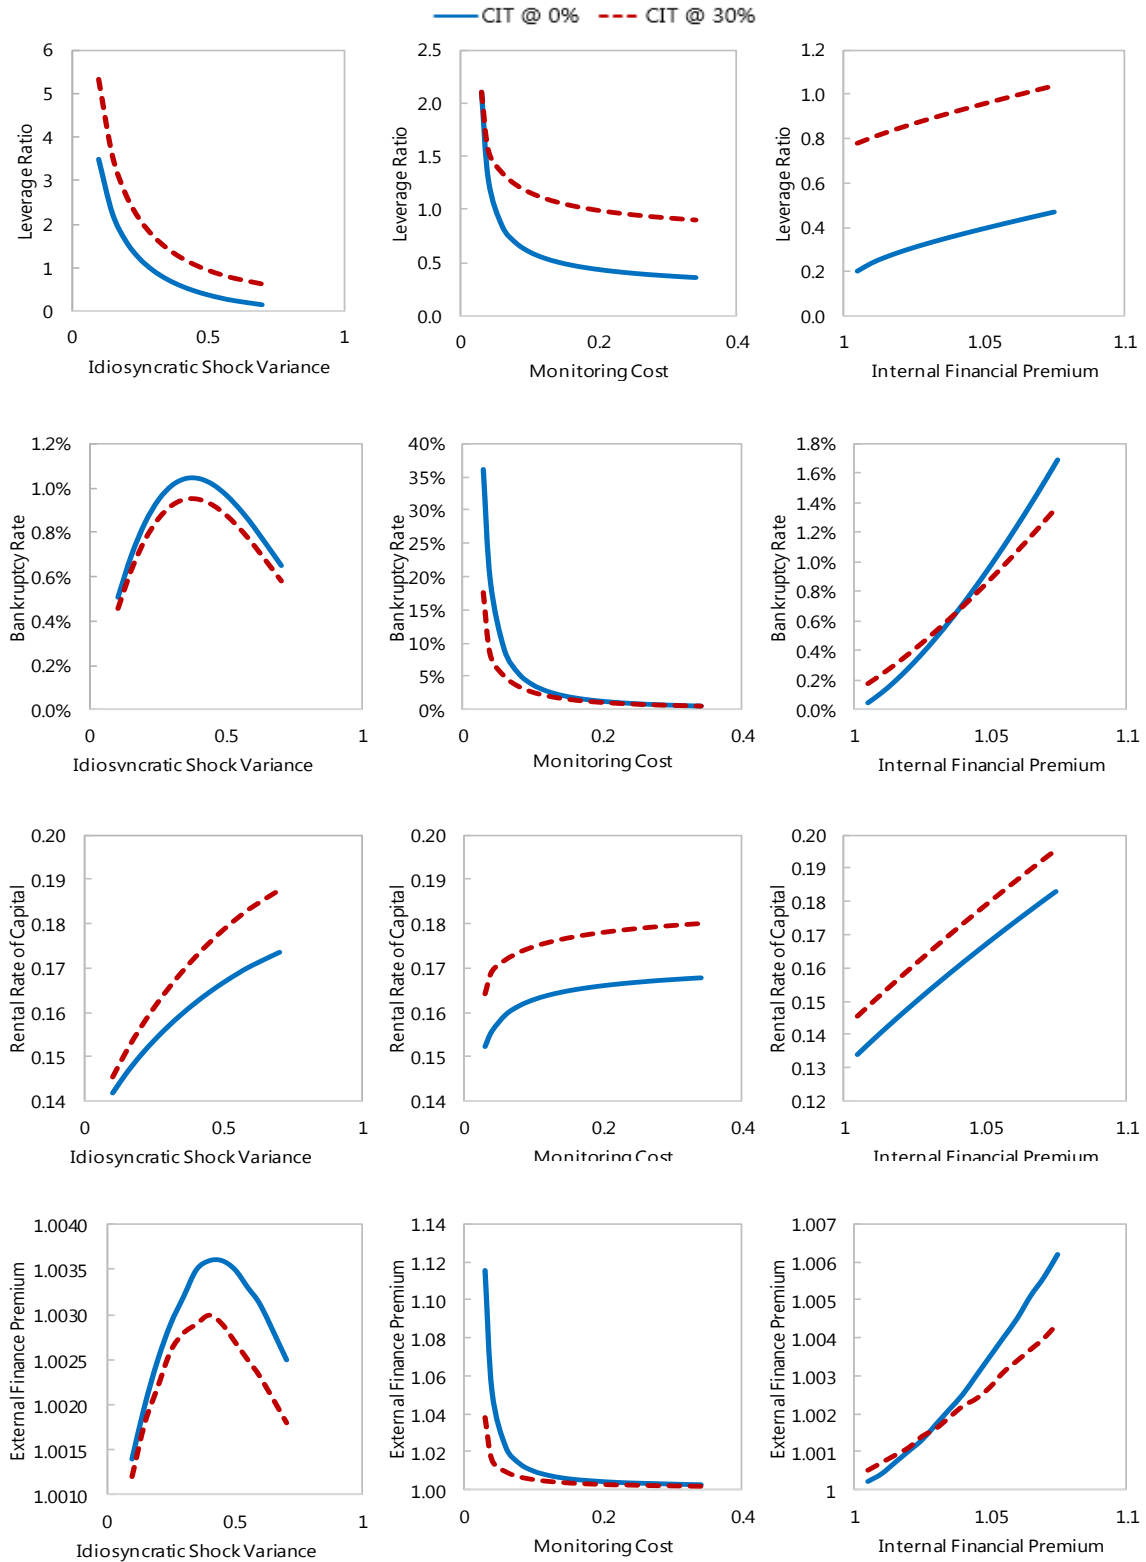 CIT @ 0% CIT @ 30%
6
5
4
3
2
1
0
Leverage Ratio
0 0.5 1
Idiosyncratic Shock Variance
2.5
2.0
1.5
1.0
0.5
0.0
Leverage Ratio
0 0.2 0.4
Monitoring Cost
1.2
1.0
0.8
0.6
0.4
0.2
0.0
Leverage Ratio
1 1.05 1.1
Internal Financial Premium
1.2%
1.0%
0.8%
0.6%
0.4%
0.2%
0.0%
Bankruptcy Rate
0 0.5 1
Idiosyncratic Shock Variance
40%
35%
30%
25%
20%
15%
10%
5%
0%
Bankruptcy Rate
0 0.2 0.4
Monitoring Cost
1.8%
1.6%
1.4%
1.2%
1.0%
0.8%
0.6%
0.4%
0.2%
0.0%
Bankruptcy Rate
1 1.05 1.1
Internal Financial Premium
0.20
0.19
0.18
0.17
0.16
0.15
0.14
Rental Rate of Capital
0 0.5 1
Idiosyncratic Shock Variance
0.20
0.19
0.18
0.17
0.16
0.15
0.14
Rental Rate of Capital
0 0.2 0.4
Monitoring Cost
0.20
0.19
0.18
0.17
0.16
0.15
0.14
0.13
0.12
Rental Rate of Capital
1 1.05 1.1
Internal Financial Premium
1.0040
1.0035
1.0030
1.0025
1.0020
1.0015
1.0010
External Finance Premium
0 0.5 1
Idiosyncratic Shock Variance
1.14
1.12
1.10
1.08
1.06
1.04
1.02
1.00
External Finance Premium
0 0.2 0.4
Monitoring Cost
1.007
1.006
1.005
1.004
1.003
1.002
1.001
1
External Finance Premium
1 1.05 1.1
Internal Financial Premium